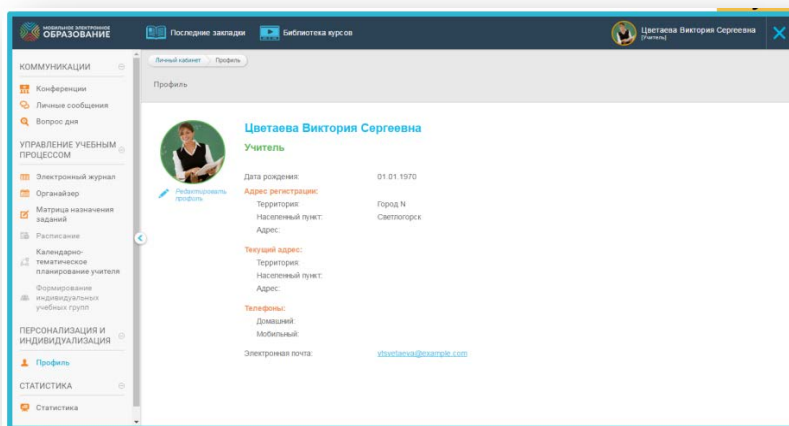 МОБИЛЬНОЕ ЭЛЕКТРОННОЕ
ОБРАЗОВАНИЕ
Последние закладки
Библиотека курсов
Цветаева Виктория Сергеевна
[Учитель]
КОММУНИКАЦИИ
Конференции
Личные сообщения
Вопрос дня
УПРАВЛЕНИЕ УЧЕБНЫМ
ПРОЦЕССОМ
Электронный журнал
Органайзер
Матрица назначения
заданий
Расписание
Календарно-
тематическое
планирование учителя
Формирование
индивидуальных
учебных групп
ПЕРСОНАЛИЗАЦИЯ И
ИНДИВИДУАЛИЗАЦИЯ
Профиль
СТАТИСТИКА
Статистика
Личный кабинет
Профиль
Профиль
Редактировать
профиль
Цветаева Виктория Сергеевна
Учитель
Дата рождения: 01.01.1970
Адрес регистрации:
Территория: Город N
Населенный пункт: Светлогорск
Адрес:
Текущий адрес:
Территория:
Населенный пункт:
Адрес:
Телефоны:
Домашний:
Мобильный:
Электронная почта: vtsvetaeva@example.com